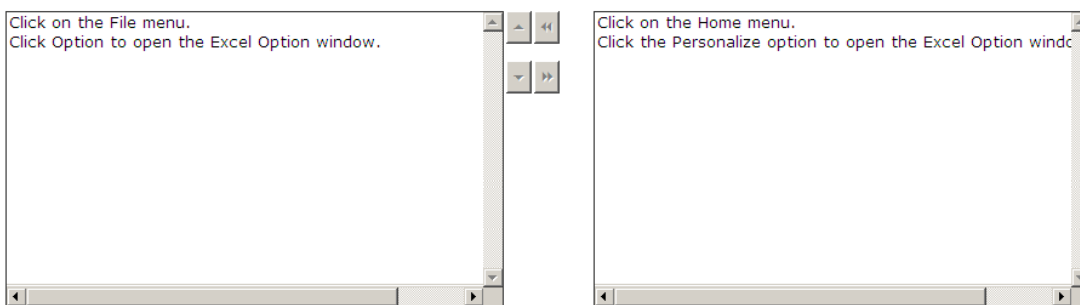 Click on the File menu.
Click Option to open the Excel Option window.
Click on the Home menu.
Click the Personalize option to open the Excel Option